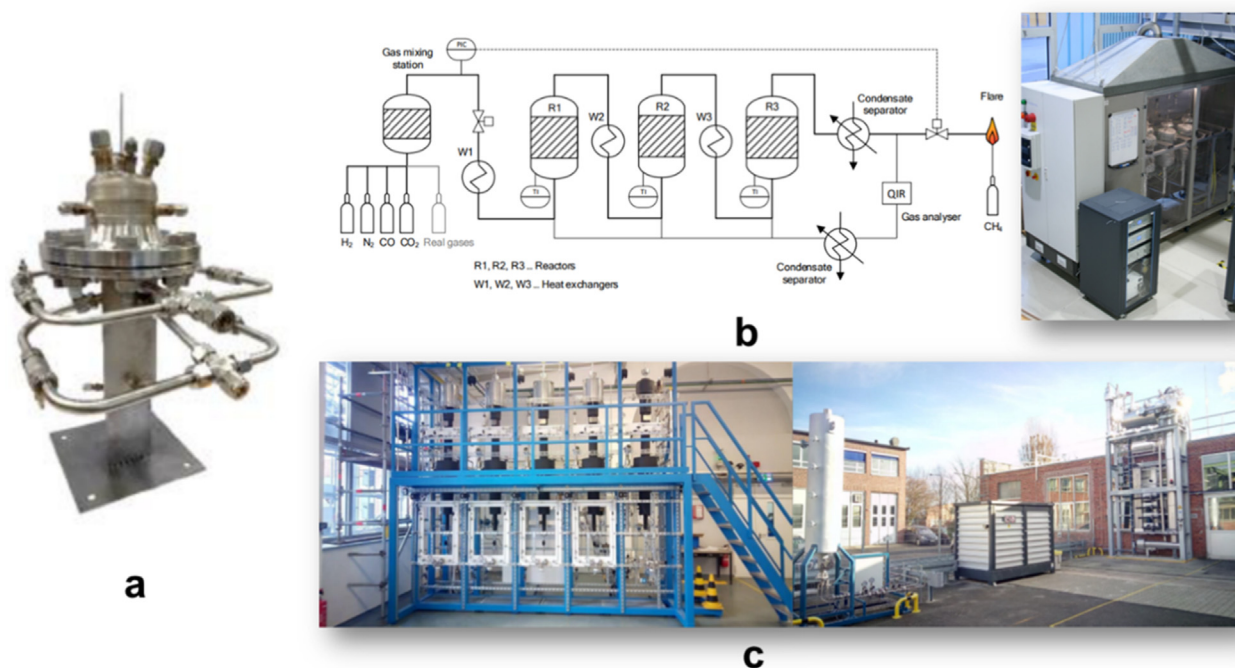 PIC
Gas mixing
station
R1
R2
R3
W1
W2
W3
TI
TI
TI
Condensate
separator
Flare
QIR
Gas analyser
H₂
N₂
CO
CO₂
Real gases
CH₄
Condensate
separator
R1, R2, R3 ... Reactors
W1, W2, W3 ... Heat exchangers
a
b
c